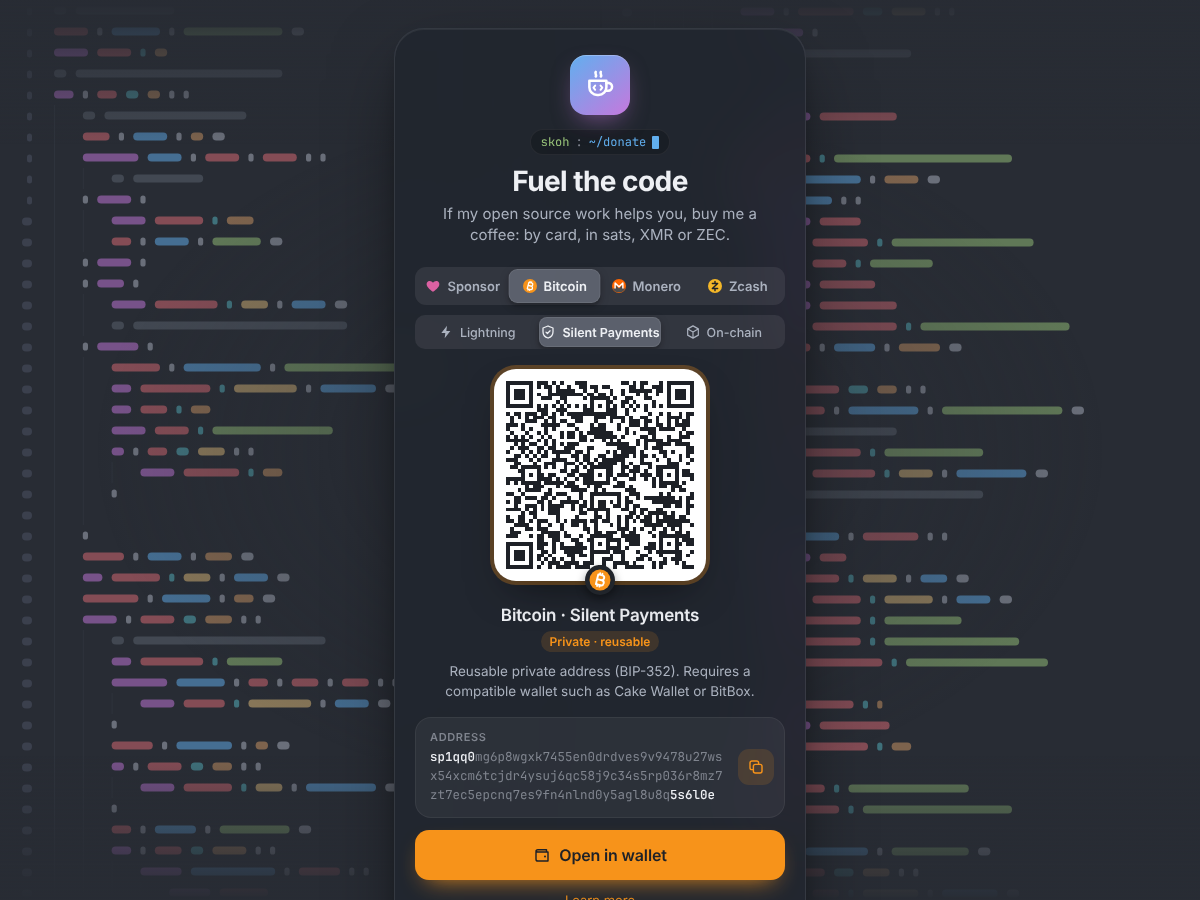 skoh : ~/donate
Fuel the code
If my open source work helps you, buy me a
coffee: by card, in sats, XMR or ZEC.
Sponsor Bitcoin Monero Zcash
Lightning Silent Payments On-chain
Bitcoin · Silent Payments
Private · reusable
Reusable private address (BIP-352). Requires a
compatible wallet such as Cake Wallet or BitBox.
ADDRESS
sp1qq0mg6p8wgxk7455en0drdves9v9478u27ws
x54xcm6tcjdr4ysuj6qc58j9c34s5rp036r8mz7
zt7ec5epcnq7es9fn4nlnd0y5agl8u8q5s6l0e
Open in wallet
Learn more